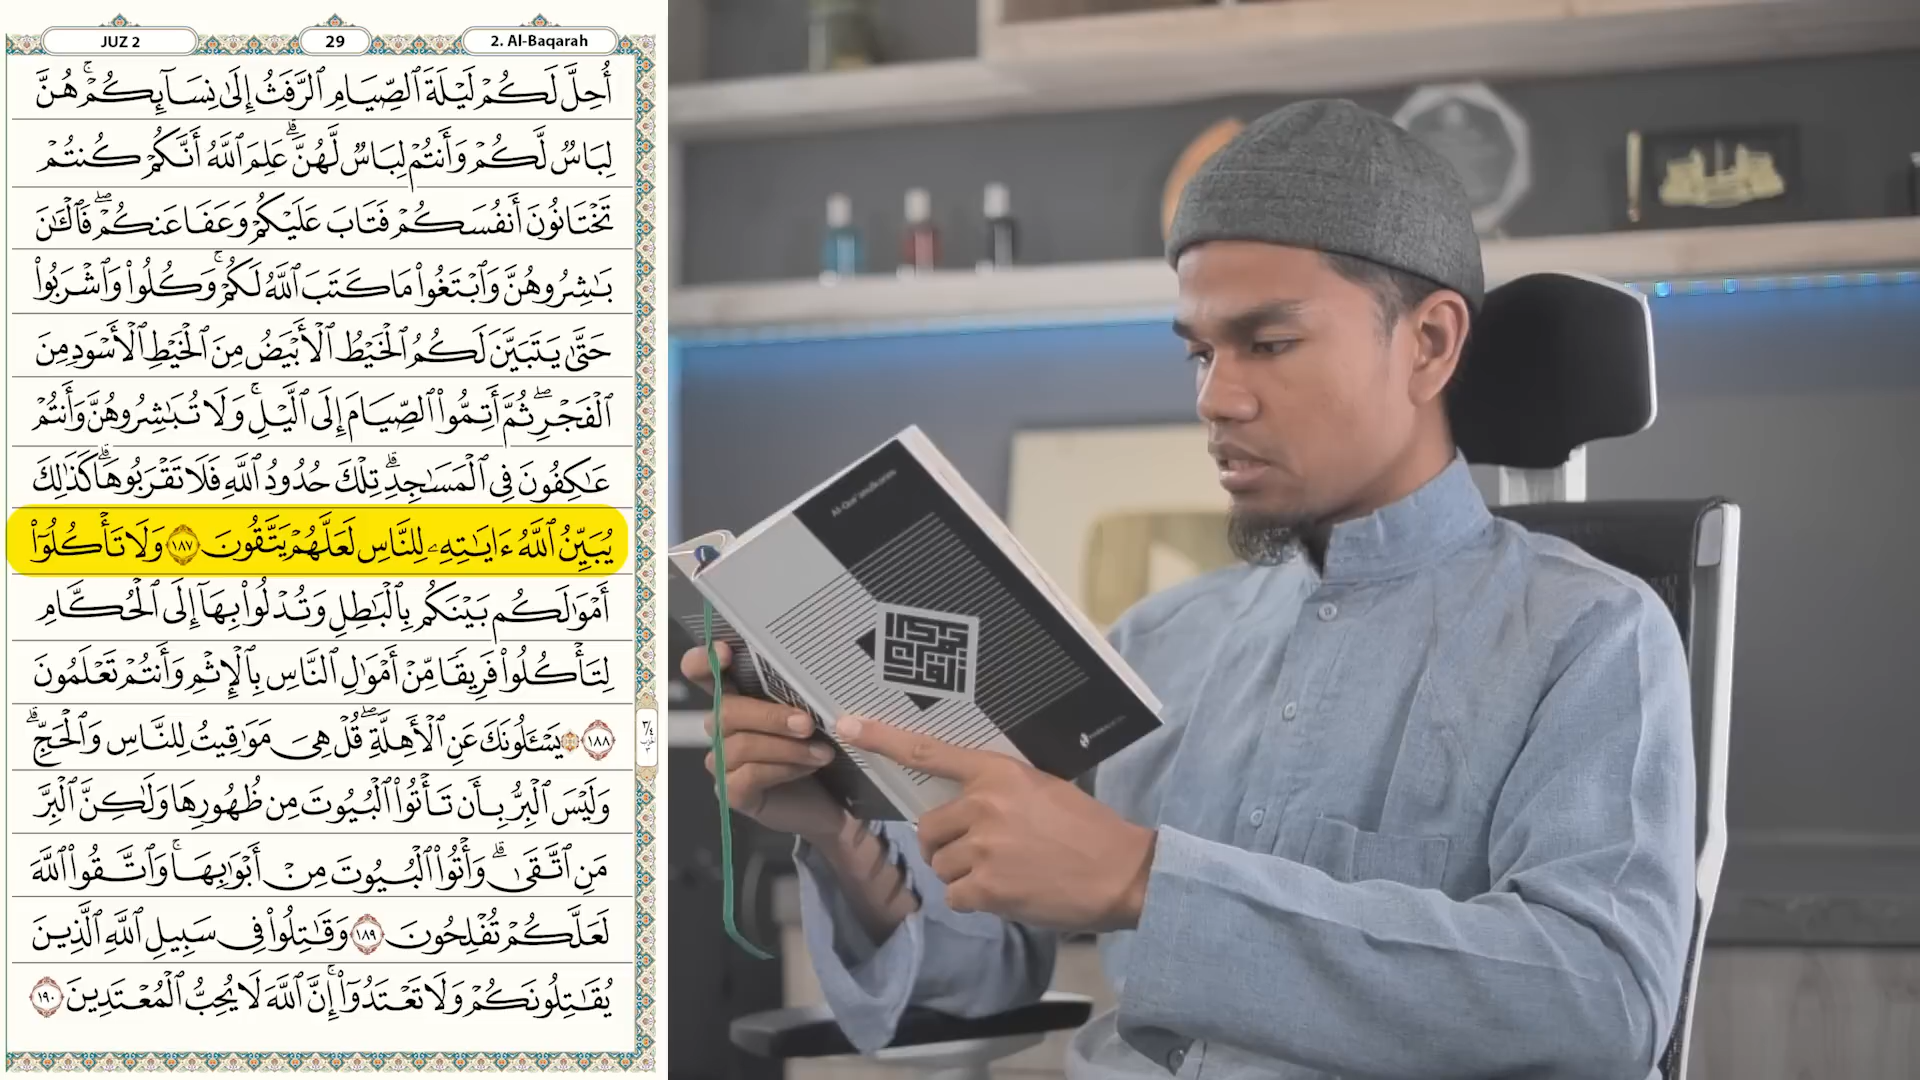 JUZ 2
29
2. Al-Baqarah
أُحِلَّ لَكُمْ لَيْلَةَ ٱلصِّيَامِ ٱلرَّفَثُ إِلَىٰ نِسَآئِكُمْ ۚ هُنَّ
لِبَاسٌ لَّكُمْ وَأَنتُمْ لِبَاسٌ لَّهُنَّ ۗ عَلِمَ ٱللَّهُ أَنَّكُمْ كُنتُمْ
تَخْتَانُونَ أَنفُسَكُمْ فَتَابَ عَلَيْكُمْ وَعَفَا عَنكُمْ ۖ فَٱلْـَٰٔنَ
بَـٰشِرُوهُنَّ وَٱبْتَغُوا۟ مَا كَتَبَ ٱللَّهُ لَكُمْ ۚ وَكُلُوا۟ وَٱشْرَبُوا۟
حَتَّىٰ يَتَبَيَّنَ لَكُمُ ٱلْخَيْطُ ٱلْأَبْيَضُ مِنَ ٱلْخَيْطِ ٱلْأَسْوَدِ مِنَ
ٱلْفَجْرِ ۖ ثُمَّ أَتِمُّوا۟ ٱلصِّيَامَ إِلَى ٱلَّيْلِ ۚ وَلَا تُبَـٰشِرُوهُنَّ وَأَنتُمْ
عَـٰكِفُونَ فِى ٱلْمَسَـٰجِدِ ۗ تِلْكَ حُدُودُ ٱللَّهِ فَلَا تَقْرَبُوهَا ۗ كَذَٰلِكَ
يُبَيِّنُ ٱللَّهُ ءَايَـٰتِهِۦ لِلنَّاسِ لَعَلَّهُمْ يَتَّقُونَ ١٨٧ وَلَا تَأْكُلُوٓا۟
أَمْوَٰلَكُم بَيْنَكُم بِٱلْبَـٰطِلِ وَتُدْلُوا۟ بِهَآ إِلَى ٱلْحُكَّامِ
لِتَأْكُلُوا۟ فَرِيقًا مِّنْ أَمْوَٰلِ ٱلنَّاسِ بِٱلْإِثْمِ وَأَنتُمْ تَعْلَمُونَ
١٨٨ يَسْـَٔلُونَكَ عَنِ ٱلْأَهِلَّةِ ۖ قُلْ هِىَ مَوَٰقِيتُ لِلنَّاسِ وَٱلْحَجِّ ۗ
وَلَيْسَ ٱلْبِرُّ بِأَن تَأْتُوا۟ ٱلْبُيُوتَ مِن ظُهُورِهَا وَلَـٰكِنَّ ٱلْبِرَّ
مَنِ ٱتَّقَىٰ ۗ وَأْتُوا۟ ٱلْبُيُوتَ مِنْ أَبْوَٰبِهَا ۚ وَٱتَّقُوا۟ ٱللَّهَ
لَعَلَّكُمْ تُفْلِحُونَ ١٨٩ وَقَـٰتِلُوا۟ فِى سَبِيلِ ٱللَّهِ ٱلَّذِينَ
يُقَـٰتِلُونَكُمْ وَلَا تَعْتَدُوٓا۟ ۚ إِنَّ ٱللَّهَ لَا يُحِبُّ ٱلْمُعْتَدِينَ ١٩٠